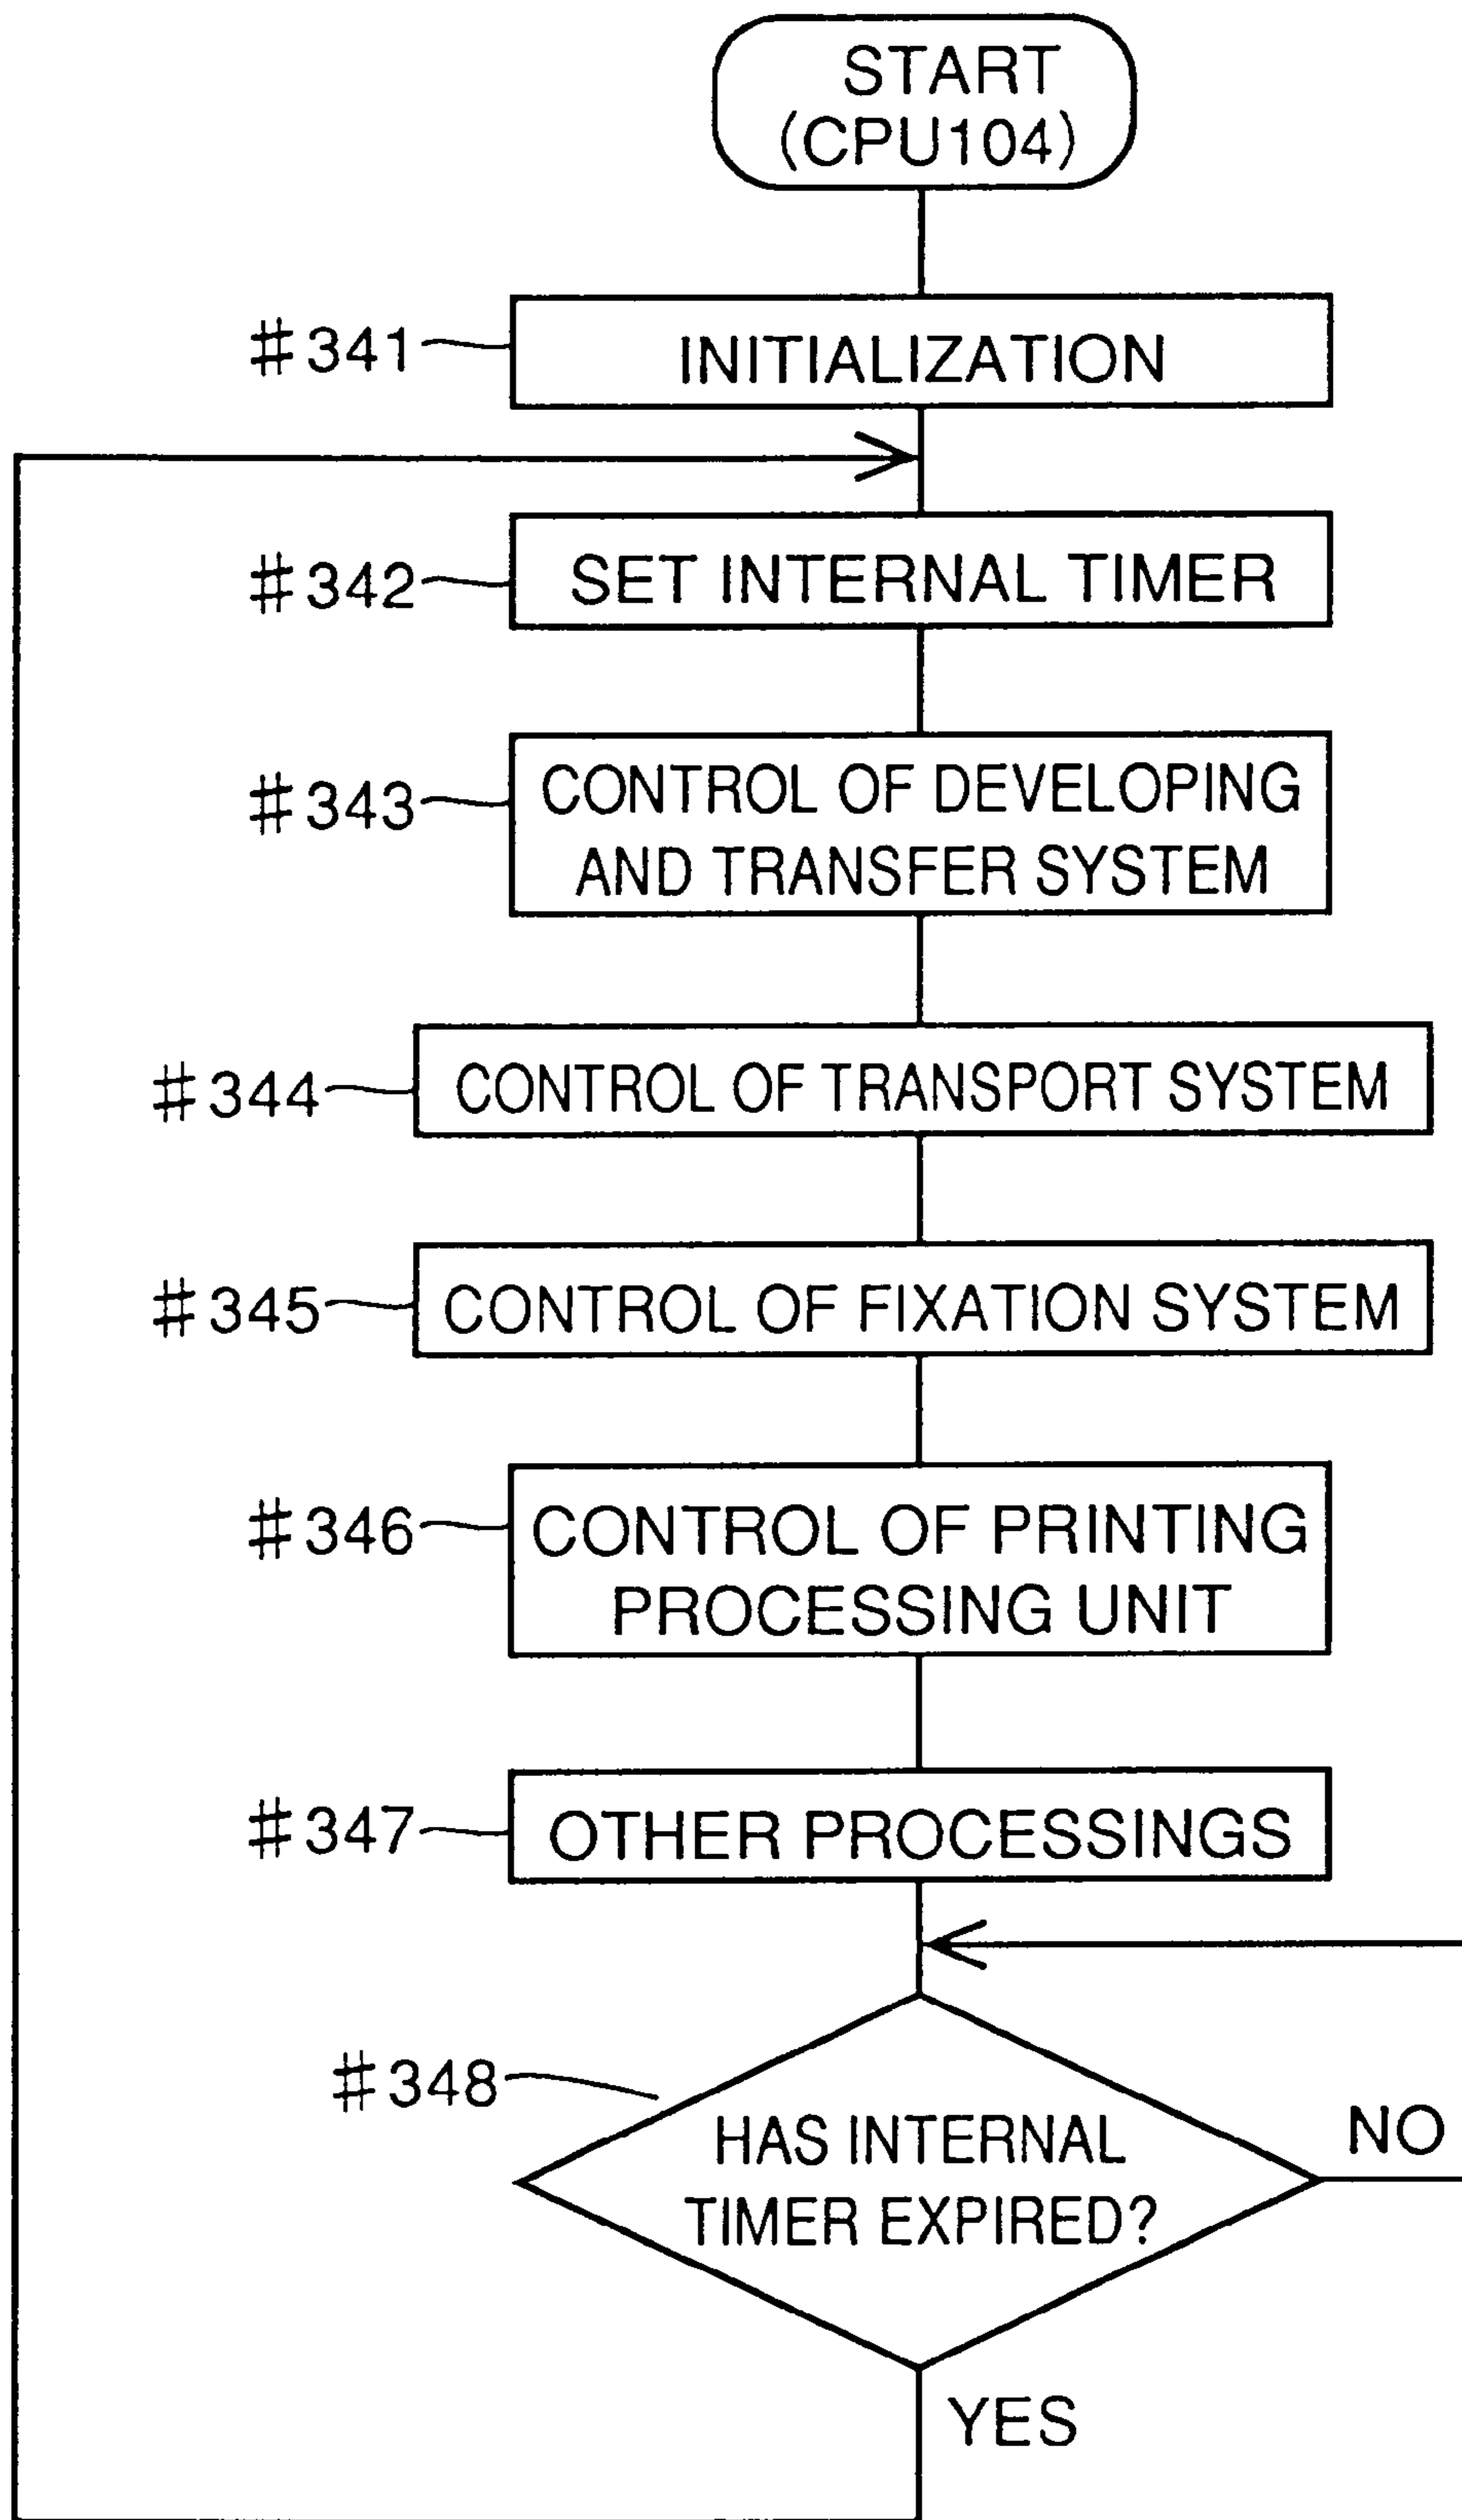 START
(CPU104)
#341
INITIALIZATION
#342
SET INTERNAL TIMER
#343
CONTROL OF DEVELOPING
AND TRANSFER SYSTEM
#344
CONTROL OF TRANSPORT SYSTEM
#345
CONTROL OF FIXATION SYSTEM
#346
CONTROL OF PRINTING
PROCESSING UNIT
#347
OTHER PROCESSINGS
#348
HAS INTERNAL
TIMER EXPIRED?
NO
YES